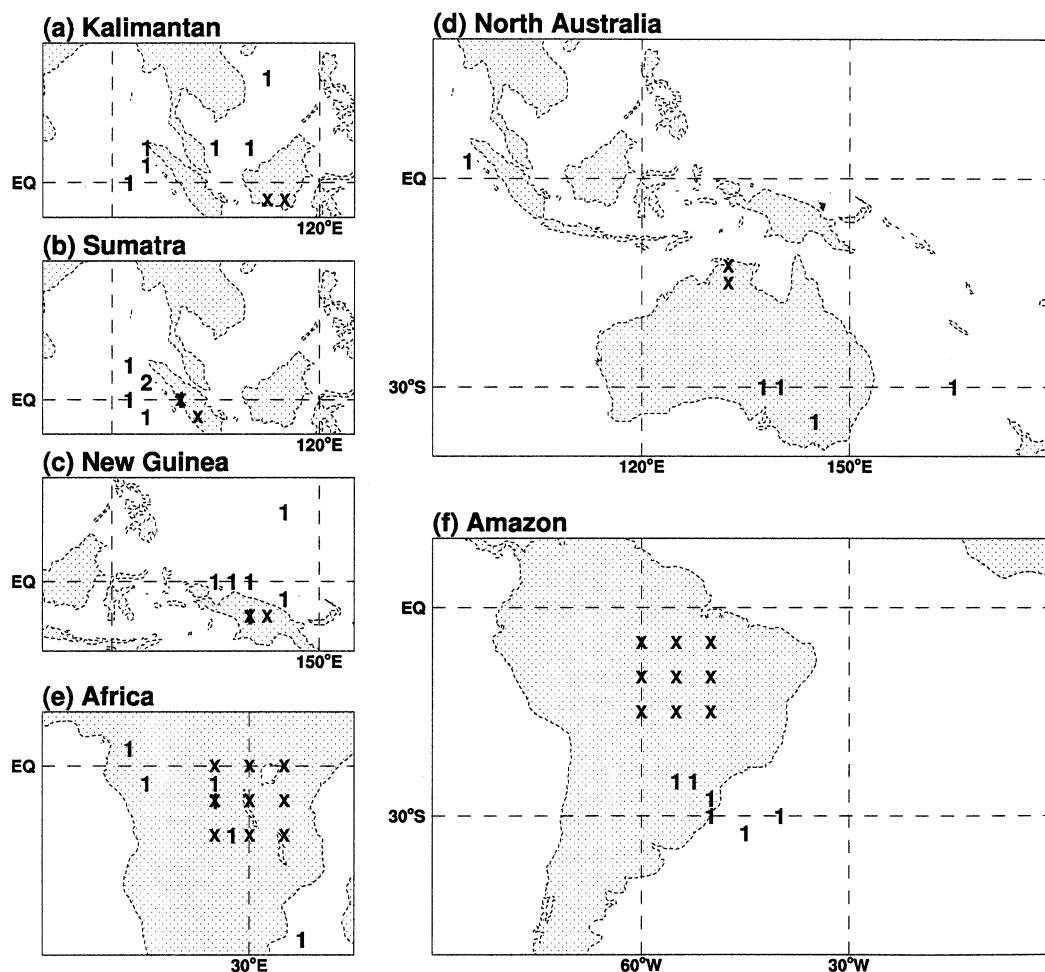 (a) Kalimantan
1
1 1 1
1
EQ 1
x x
120°E
(b) Sumatra
1
2
EQ 1 x
1 x
120°E
(c) New Guinea
1
EQ 1 1 1
1
x x
150°E
(e) Africa
1
EQ x x x
1 1
x x x
x 1 x x
1
30°E
(d) North Australia
1
EQ
x
x
30°S 1 1 1
1
120°E 150°E
(f) Amazon
EQ
x x x
x x x
x x x
1 1
1
30°S 1 1
1
60°W 30°W